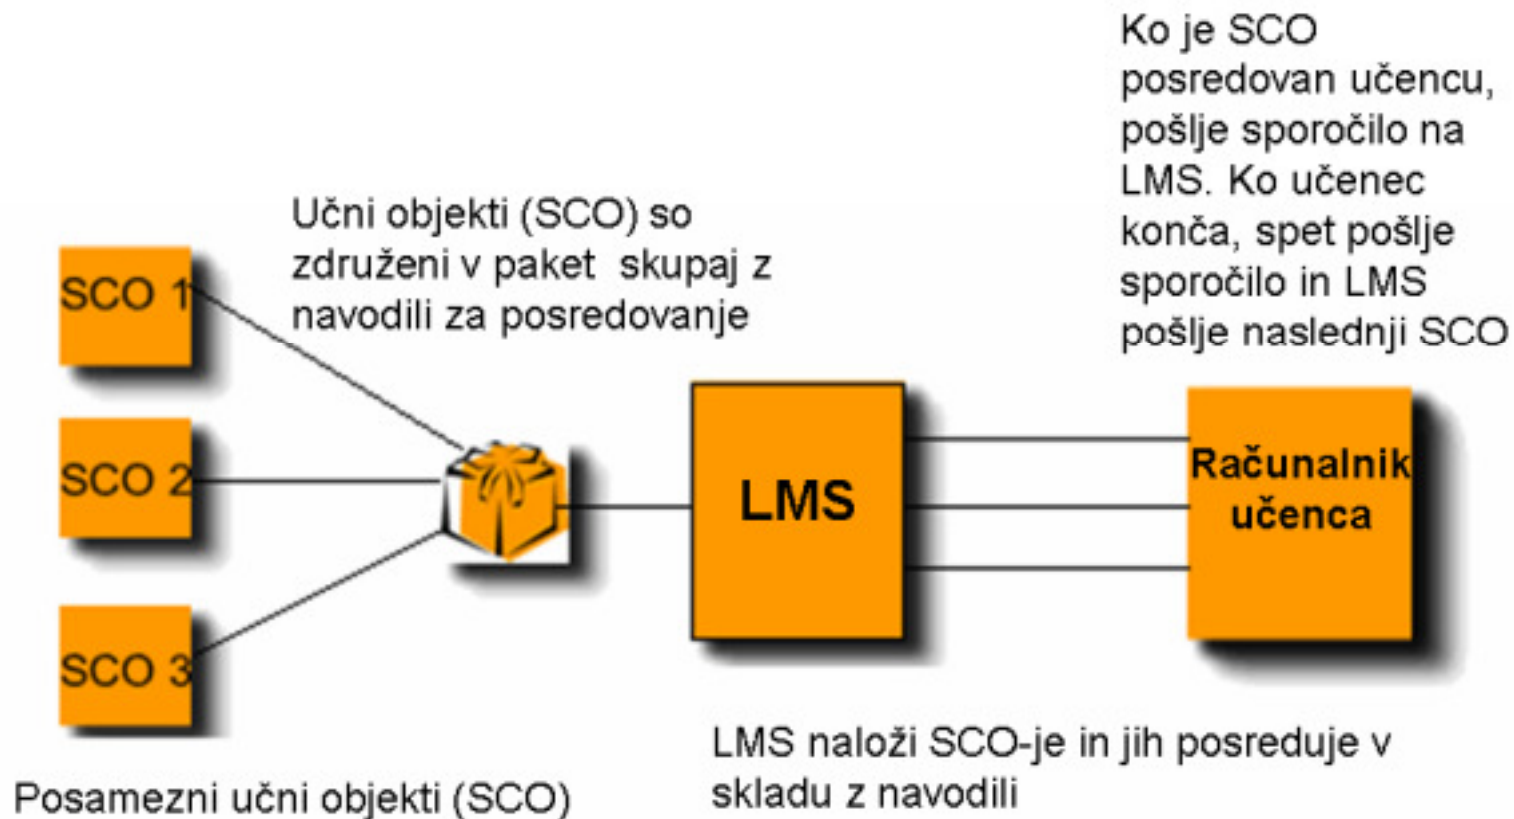 Ko je SCO
posredovan učencu,
pošlje sporočilo na
LMS. Ko učenec
konča, spet pošlje
sporočilo in LMS
pošlje naslednji SCO
Učni objekti (SCO) so
združeni v paket skupaj z
navodili za posredovanje
SCO 1
SCO 2
SCO 3
LMS
Računalnik
učenca
LMS naloži SCO-je in jih posreduje v
skladu z navodili
Posamezni učni objekti (SCO)